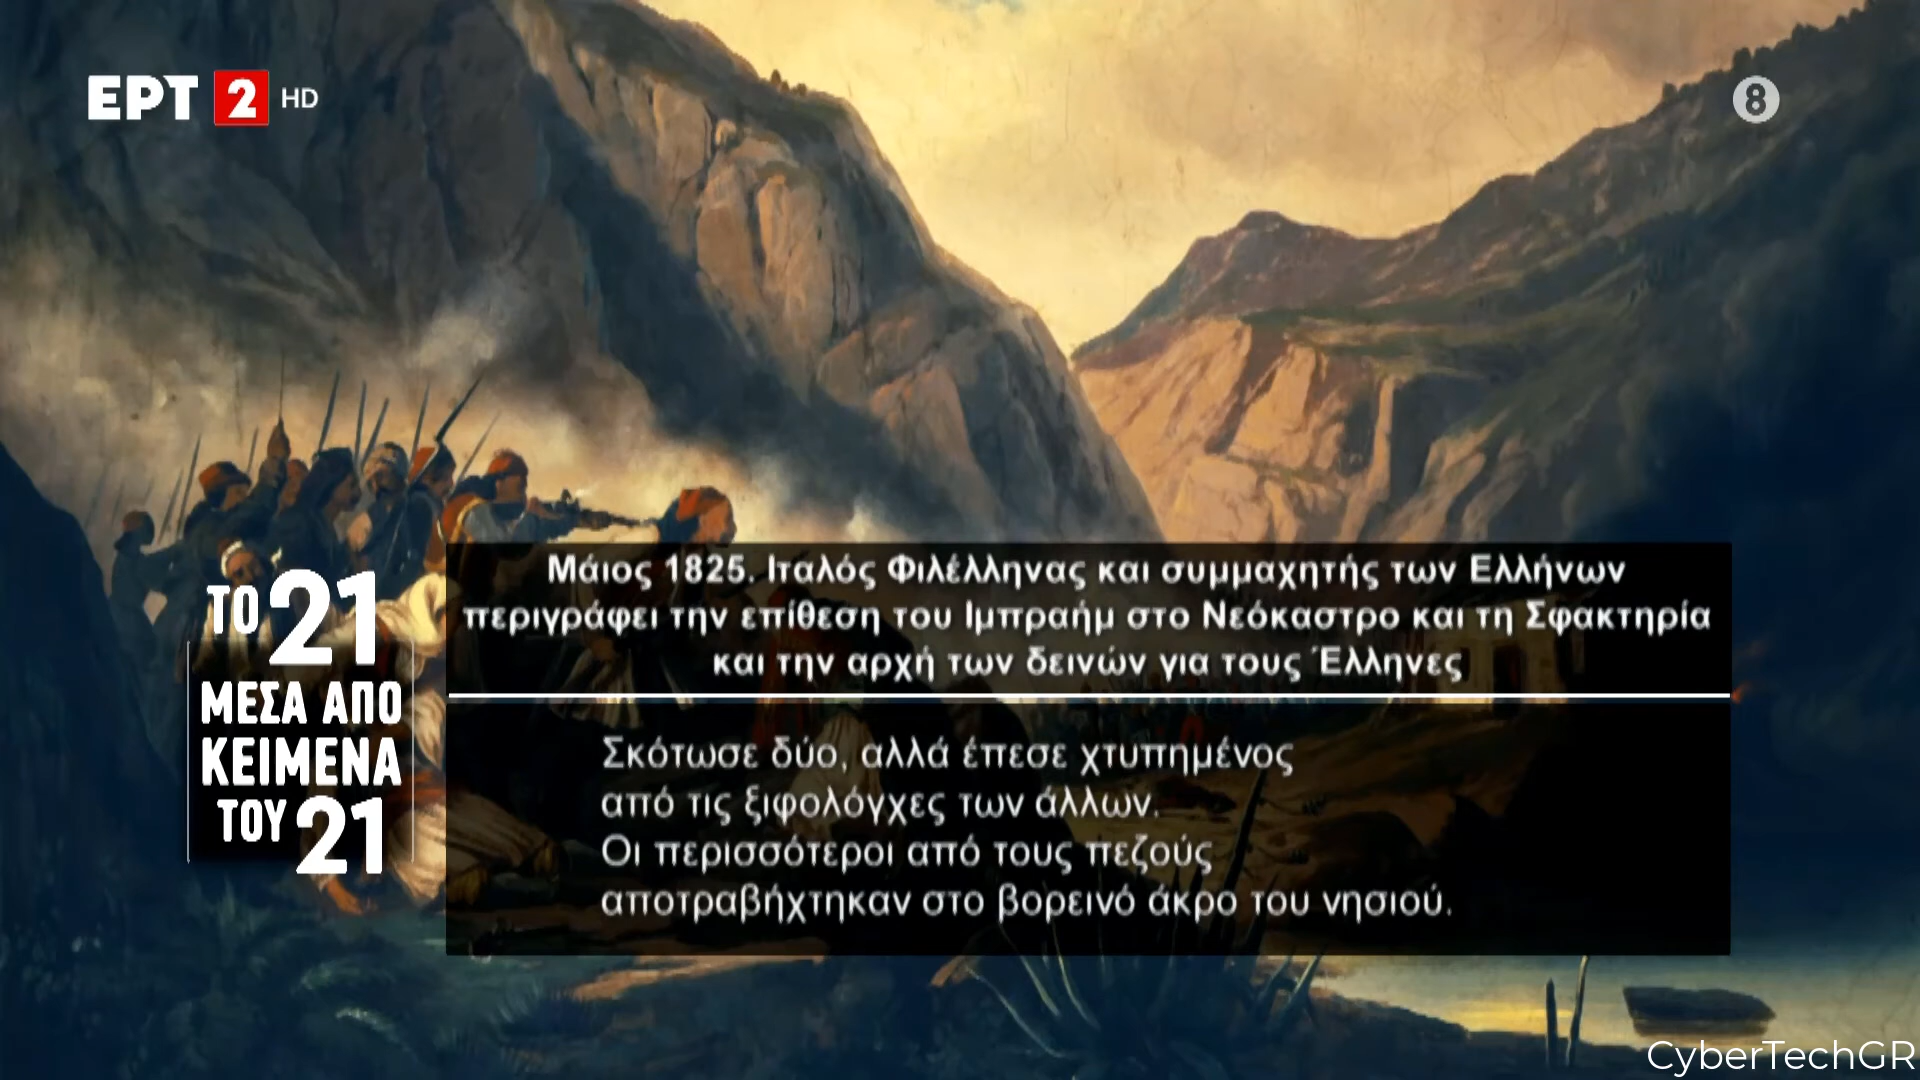 ΕΡΤ 2 HD
8
Μάιος 1825. Ιταλός Φιλέλληνας και συμμαχητής των Ελλήνων
περιγράφει την επίθεση του Ιμπραήμ στο Νεόκαστρο και τη Σφακτηρία
και την αρχή των δεινών για τους Έλληνες
ΤΟ 21
ΜΕΣΑ ΑΠΟ
ΚΕΙΜΕΝΑ
ΤΟΥ 21
Σκότωσε δύο, αλλά έπεσε χτυπημένος
από τις ξιφολόγχες των άλλων.
Οι περισσότεροι από τους πεζούς
αποτραβήχτηκαν στο βορεινό άκρο του νησιού.
CyberTechGR